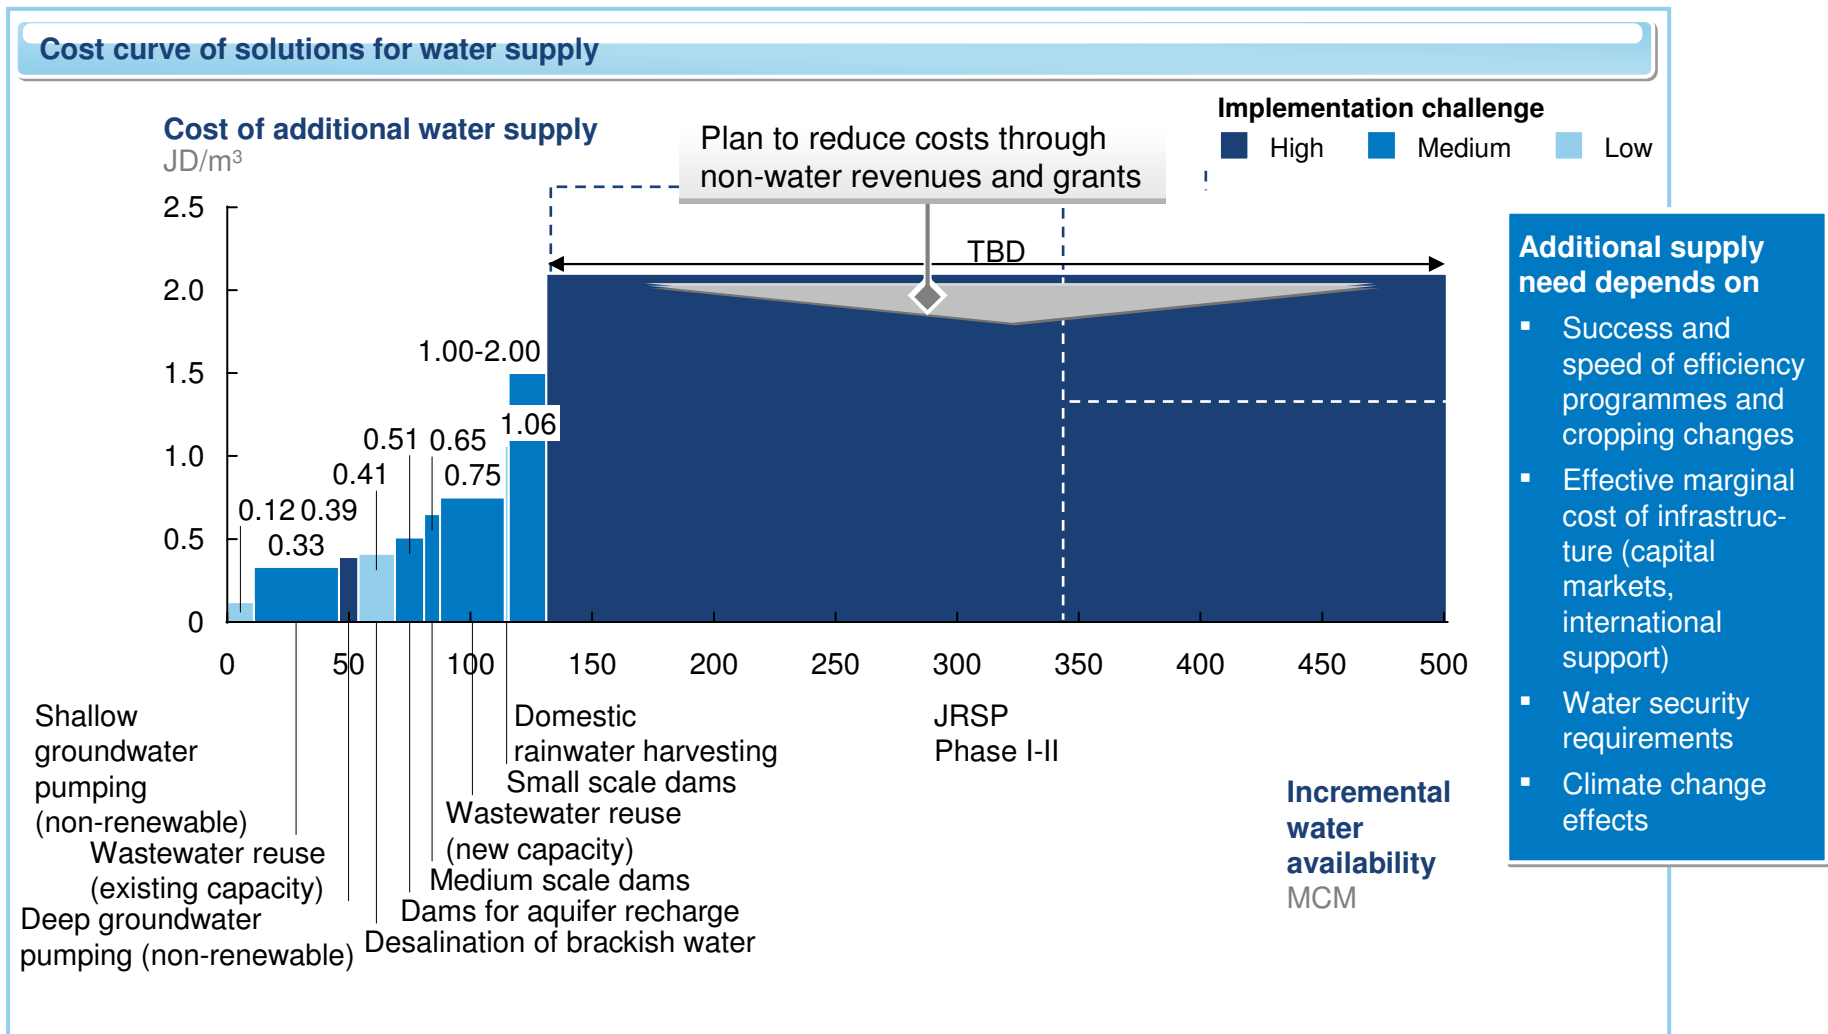 Cost curve of solutions for water supply
Cost of additional water supply
JD/m³
Plan to reduce costs through
non-water revenues and grants
Implementation challenge
High
Medium
Low
TBD
2.5
2.0
1.5
1.0
0.5
0
1.00-2.00
1.06
0.51
0.65
0.41
0.75
0.12
0.39
0.33
0
50
100
150
200
250
300
350
400
450
500
Shallow
groundwater
pumping
(non-renewable)
Wastewater reuse
(existing capacity)
Deep groundwater
pumping (non-renewable)
Domestic
rainwater harvesting
Small scale dams
Wastewater reuse
(new capacity)
Medium scale dams
Dams for aquifer recharge
Desalination of brackish water
JRSP
Phase I-II
Incremental
water
availability
MCM
Additional supply
need depends on
▪ Success and
speed of efficiency
programmes and
cropping changes
▪ Effective marginal
cost of infrastruc-
ture (capital
markets,
international
support)
▪ Water security
requirements
▪ Climate change
effects